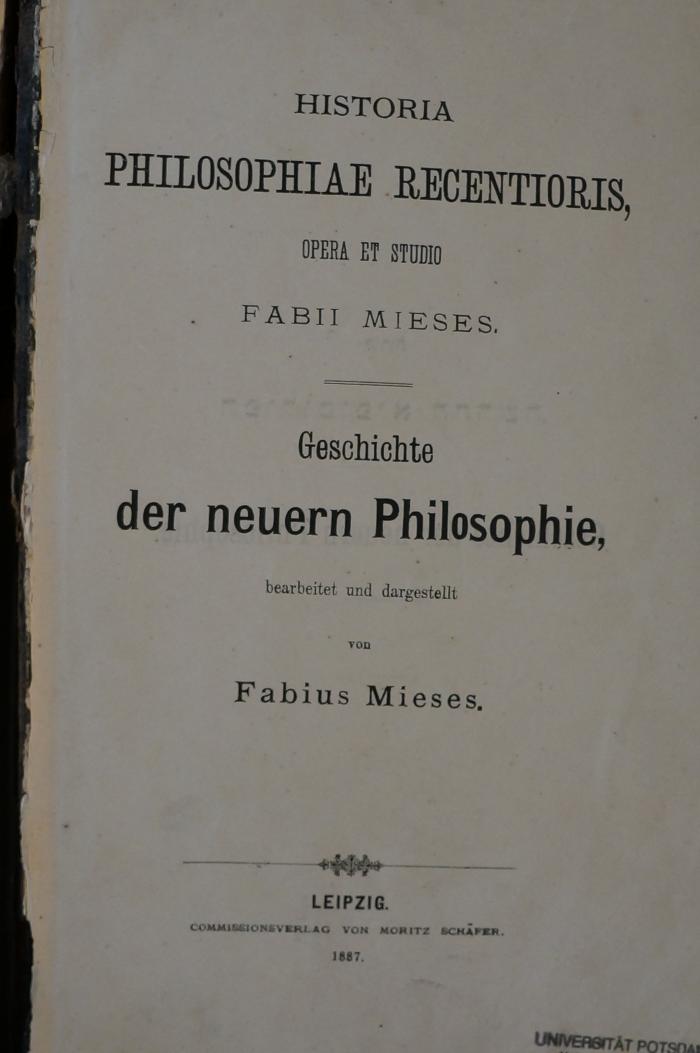 HISTORIA
PHILOSOPHIAE RECENTIORIS,
OPERA ET STUDIO
FABII MIESES.
Geschichte
der neuern Philosophie,
bearbeitet und dargestellt
von
Fabius Mieses.
LEIPZIG.
COMMISSIONSVERLAG VON MORITZ SCHÄFER.
1887.
UNIVERSITÄT POTSDAM